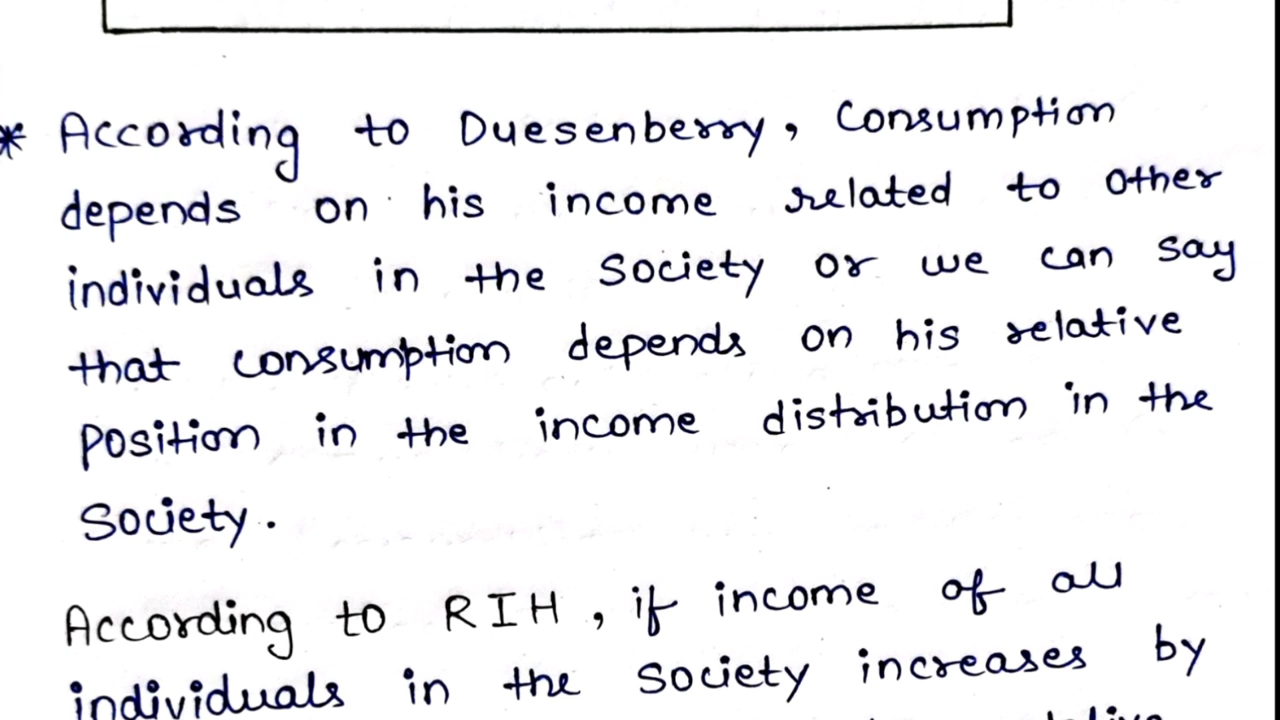 * According to Duesenberry, Consumption
depends on his income related to other
individuals in the Society or we can say
that consumption depends on his relative
position in the income distribution in the
Society.
According to RIH, if income of all
individuals in the Society increases by